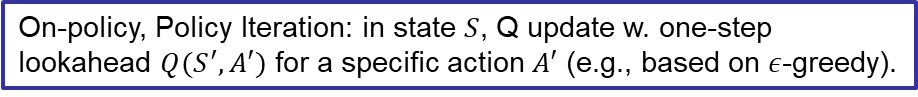 On-policy, Policy Iteration: in state 𝑆, Q update w. one-step
lookahead 𝑄(𝑆′, 𝐴′) for a specific action 𝐴′ (e.g., based on 𝜖-greedy).